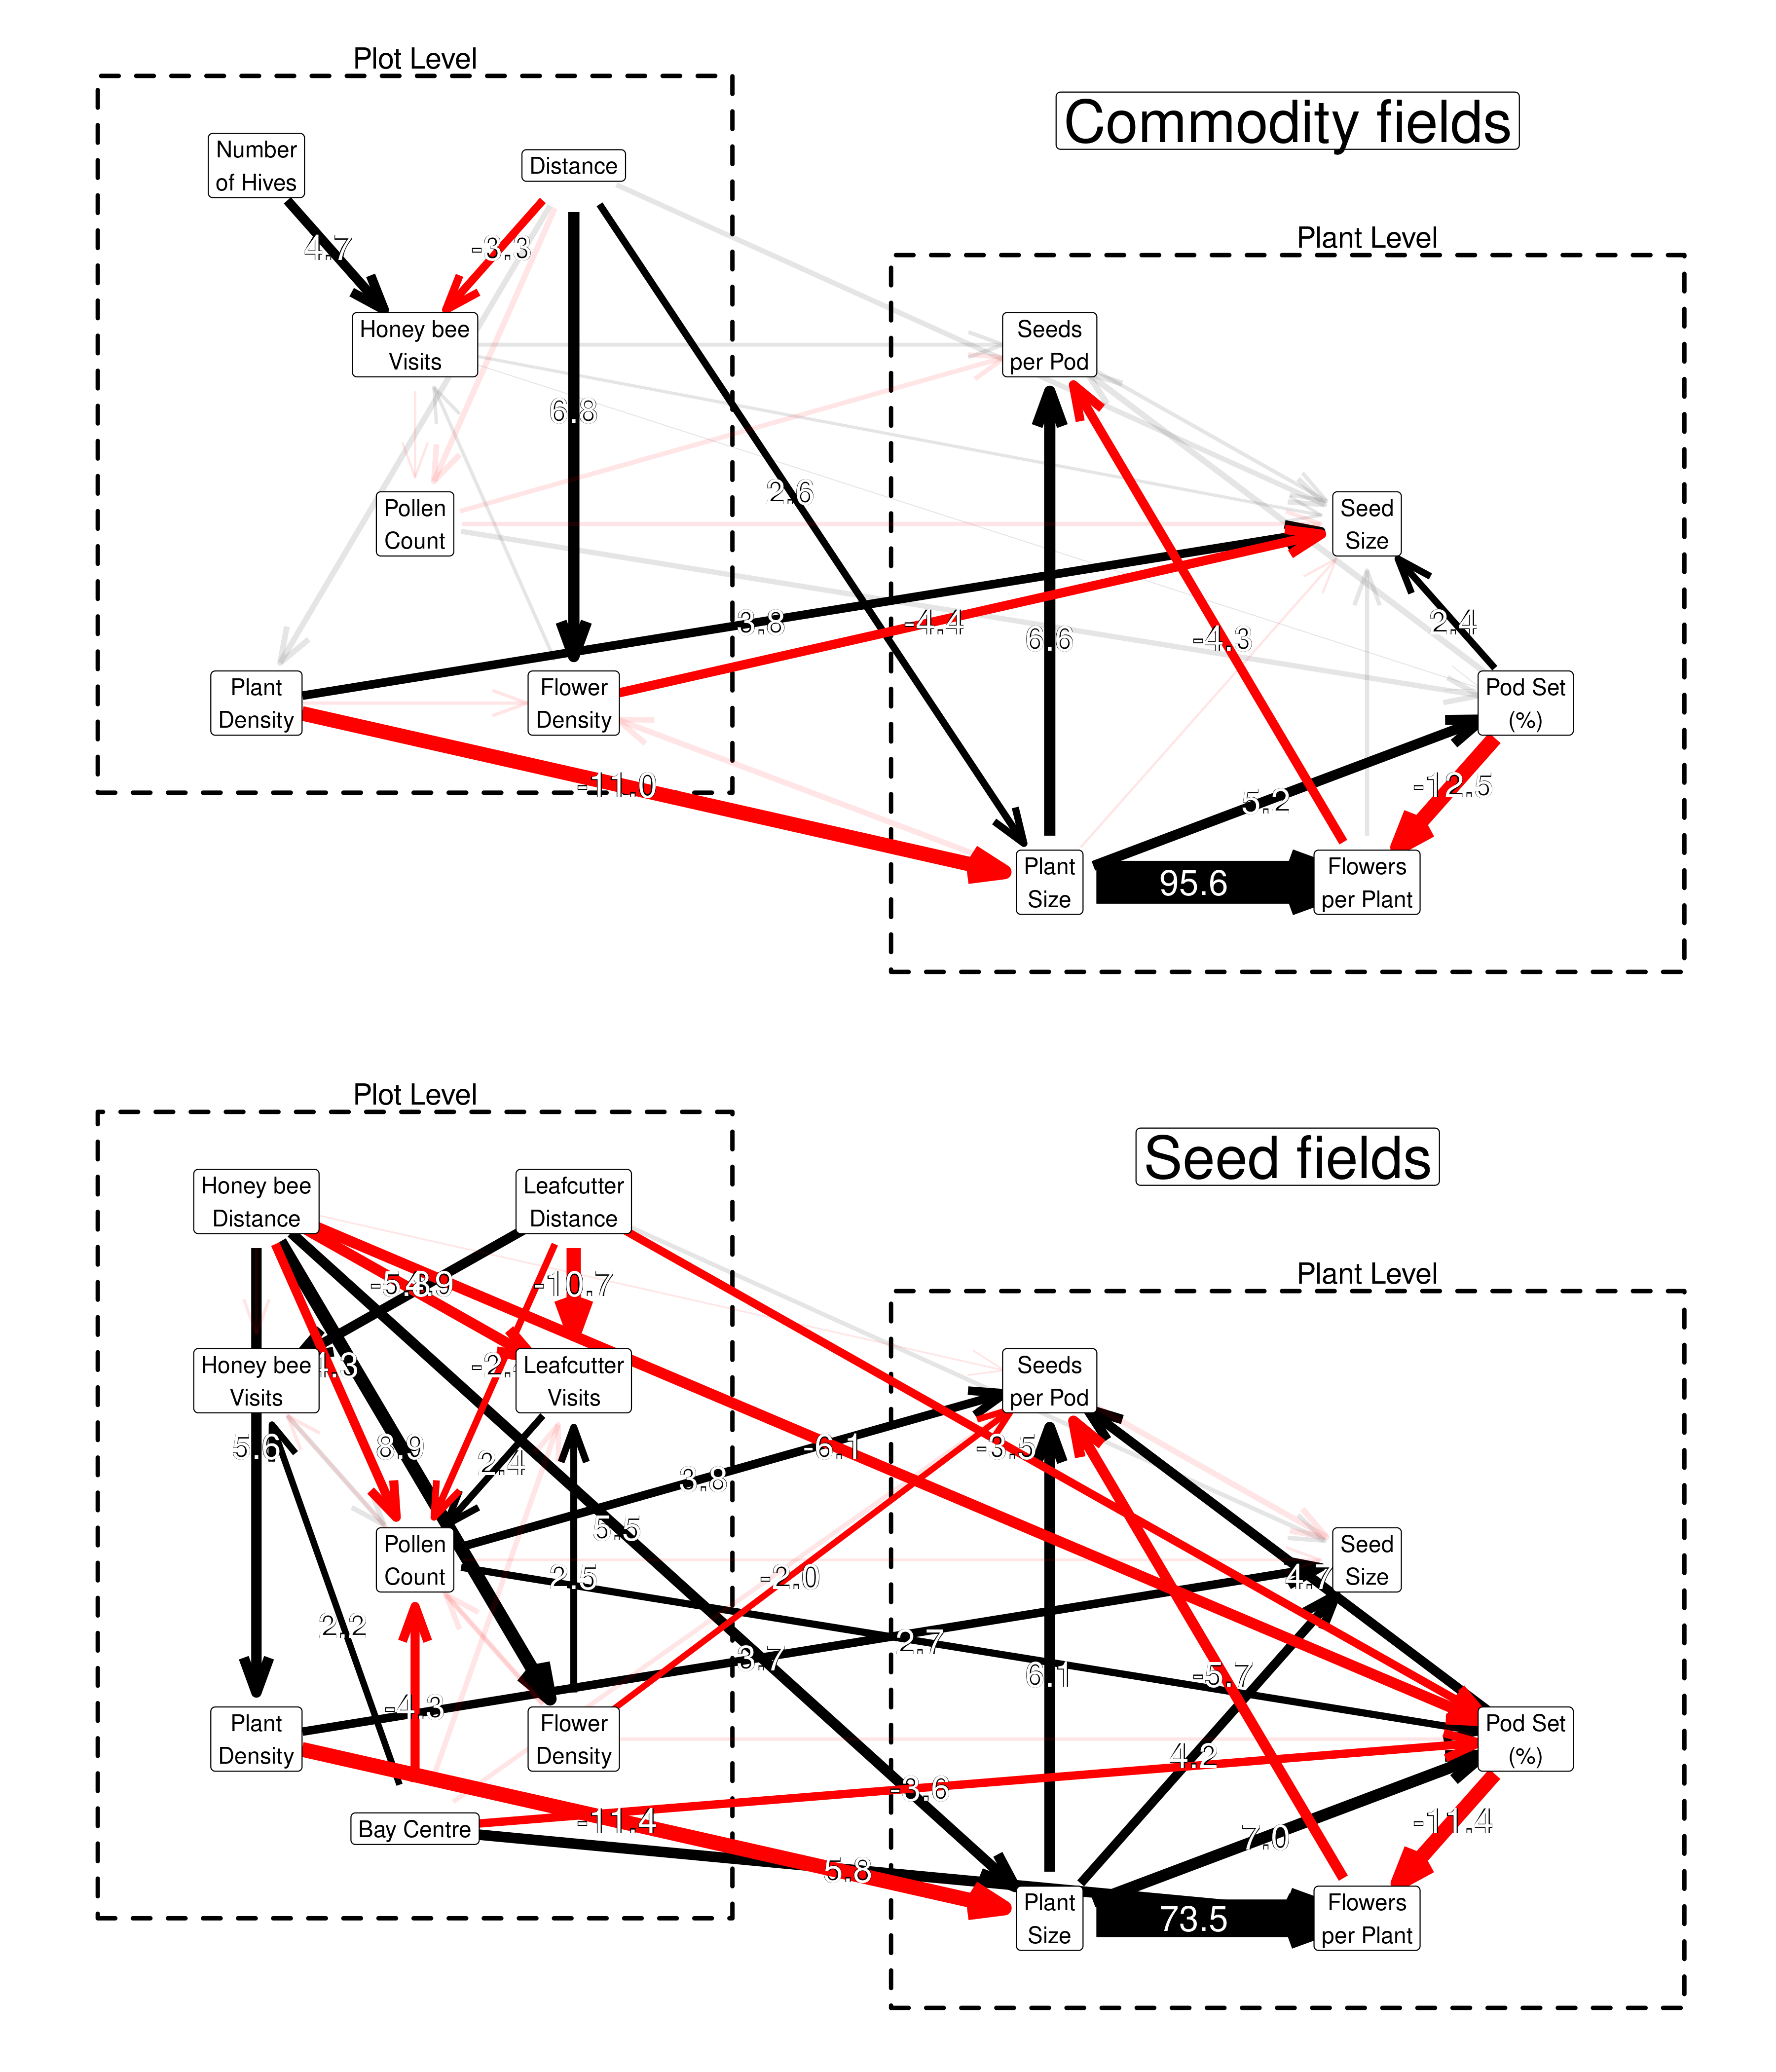 Plot Level
Commodity fields
Number
of Hives
Distance
4.7
-3.3
Plant Level
Honey bee
Visits
Seeds
per Pod
6.8
2.6
Pollen
Count
Seed
Size
3.8
-4.4
6.6
-4.3
2.4
Plant
Density
Flower
Density
Pod Set
(%)
-11.0
5.2
-12.5
Plant
Size
95.6
Flowers
per Plant
Plot Level
Seed fields
Honey bee
Distance
Leafcutter
Distance
-10.7
Plant Level
Honey bee
Visits
Leafcutter
Visits
Seeds
per Pod
5.6
8.9
2.4
3.8
-6.1
-3.5
Pollen
Count
5.5
2.5
-2.0
4.7
Seed
Size
2.2
3.7
2.7
6.1
-5.7
-4.3
Plant
Density
Flower
Density
4.2
Pod Set
(%)
Bay Centre
-11.4
-3.6
7.0
-11.4
5.8
Plant
Size
73.5
Flowers
per Plant